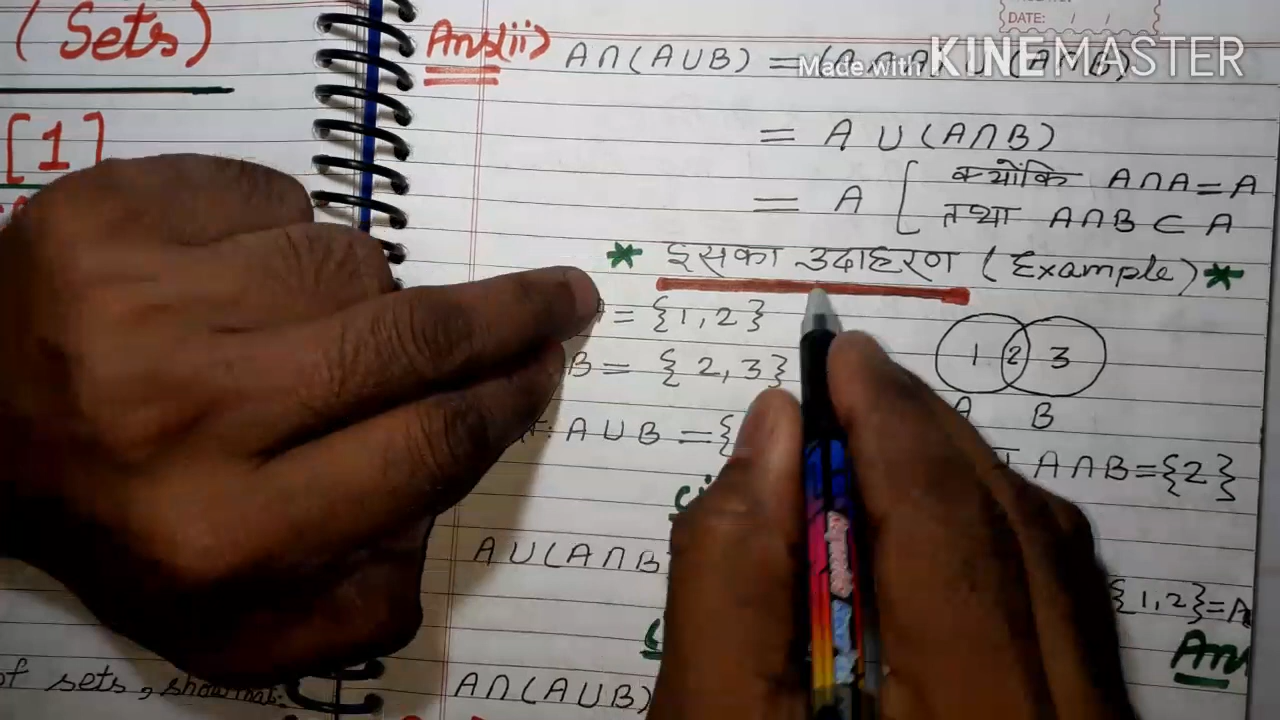 (Sets)
[1]
of sets, show that:
DATE: / /
Made with KINEMASTER
Ans(ii) A∩(A∪B) = (A∩A)∪(A∩B)
= A∪(A∩B)
= A [ क्योंकि A∩A=A
तथा A∩B⊂A
* इसका उदाहरण (Example) *
A = {1,2}
B = {2,3}
1 2 3
A B
A∪B = {
A∩B={2}
A∪(A∩B
{1,2}=A
A∩(A∪B)